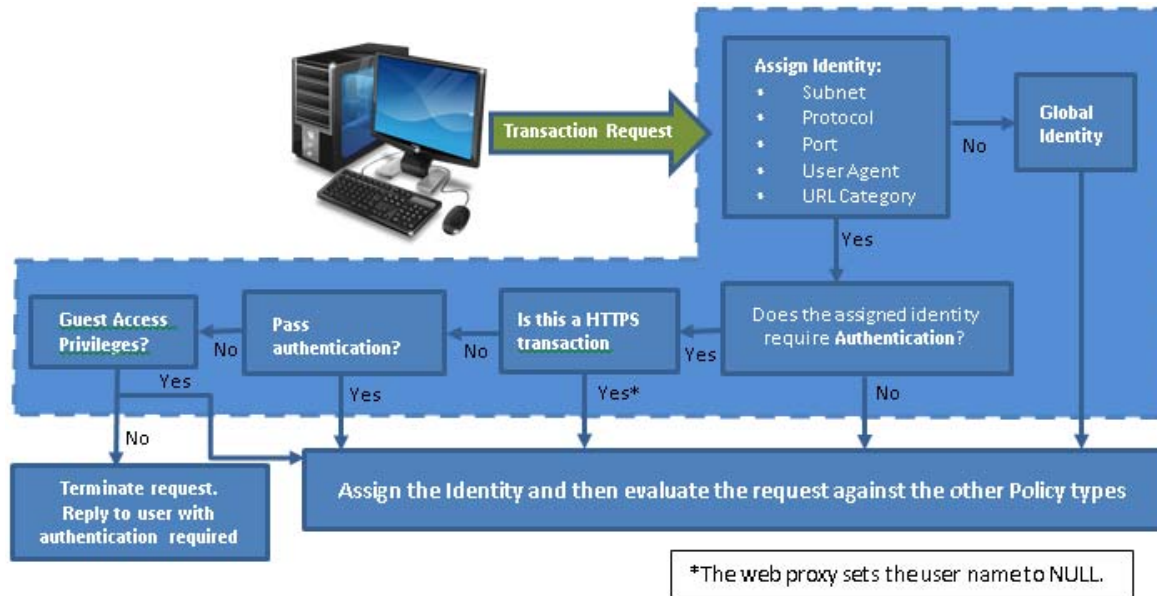 Transaction Request
Assign Identity:
• Subnet
• Protocol
• Port
• User Agent
• URL Category
No
Global
Identity
Yes
Guest Access
Privileges?
No
Pass
authentication?
No
Is this a HTTPS
transaction
Yes
Does the assigned identity
require Authentication?
Yes
Yes
Yes*
No
No
Terminate request.
Reply to user with
authentication required
Assign the Identity and then evaluate the request against the other Policy types
*The web proxy sets the user name to NULL.